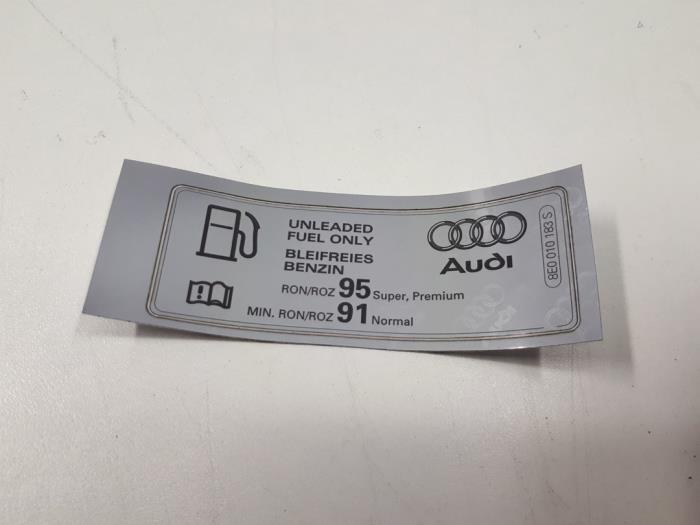 UNLEADED
FUEL ONLY
BLEIFREIES
BENZIN
RON/ROZ 95 Super, Premium
MIN. RON/ROZ 91 Normal
Audi
8E0 010 183 S
Audi